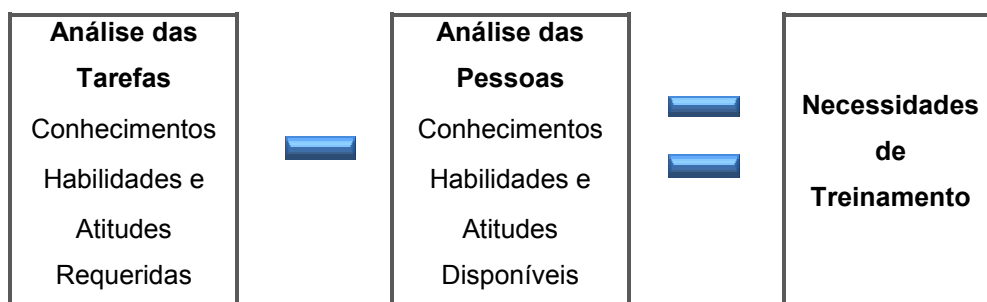 Análise das
Tarefas
Conhecimentos
Habilidades e
Atitudes
Requeridas
Análise das
Pessoas
Conhecimentos
Habilidades e
Atitudes
Disponíveis
Necessidades
de
Treinamento